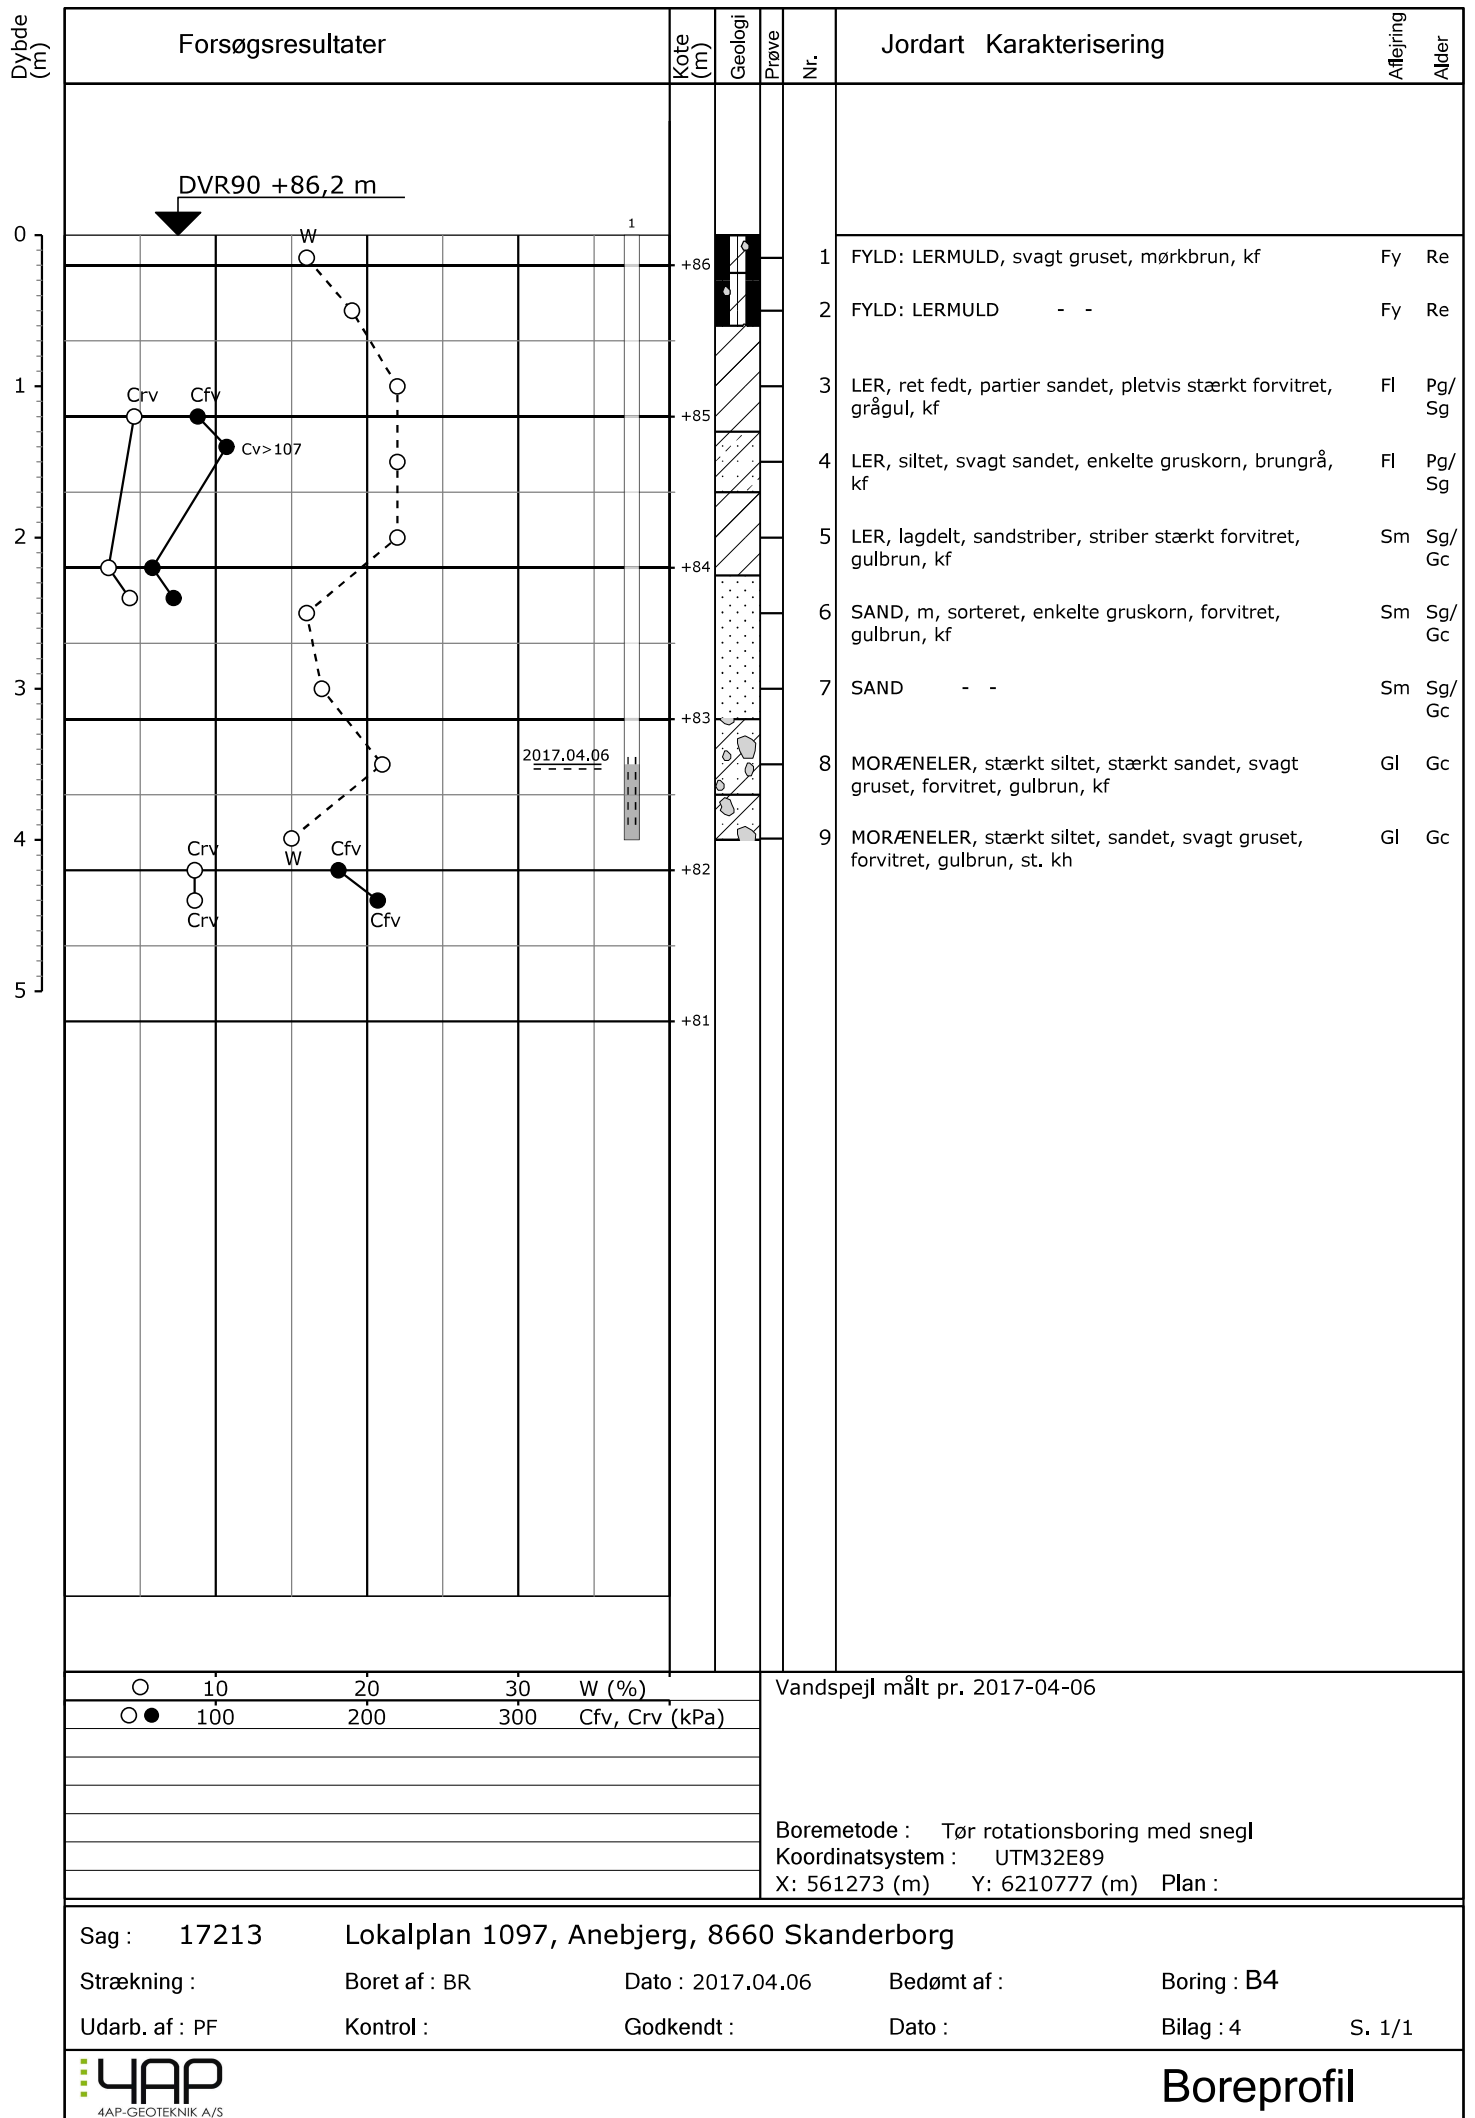 Dybde (m)
Forsøgsresultater
Kote (m)
Geologi
Prøve
Nr.
Jordart Karakterisering
Aflejring
Alder
DVR90 +86,2 m
1
0
W
+86
1 FYLD: LERMULD, svagt gruset, mørkbrun, kf Fy Re
2 FYLD: LERMULD - - Fy Re
1
3 LER, ret fedt, partier sandet, pletvis stærkt forvitret, Fl Pg/
grågul, kf Sg
Crv Cfv
+85
Cv>107
4 LER, siltet, svagt sandet, enkelte gruskorn, brungrå, Fl Pg/
kf Sg
2
5 LER, lagdelt, sandstriber, striber stærkt forvitret, Sm Sg/
gulbrun, kf Gc
+84
6 SAND, m, sorteret, enkelte gruskorn, forvitret, Sm Sg/
gulbrun, kf Gc
3
7 SAND - - Sm Sg/
Gc
+83
2017.04.06
8 MORÆNELER, stærkt siltet, stærkt sandet, svagt Gl Gc
gruset, forvitret, gulbrun, kf
4
9 MORÆNELER, stærkt siltet, sandet, svagt gruset, Gl Gc
forvitret, gulbrun, st. kh
Crv W Cfv
+82
Crv Cfv
5
+81
10 20 30 W (%)
100 200 300 Cfv, Crv (kPa)
Vandspejl målt pr. 2017-04-06
Boremetode : Tør rotationsboring med snegl
Koordinatsystem : UTM32E89
X: 561273 (m) Y: 6210777 (m) Plan :
Sag : 17213 Lokalplan 1097, Anebjerg, 8660 Skanderborg
Strækning : Boret af : BR Dato : 2017.04.06 Bedømt af : Boring : B4
Udarb. af : PF Kontrol : Godkendt : Dato : Bilag : 4 S. 1/1
4AP
4AP-GEOTEKNIK A/S
Boreprofil